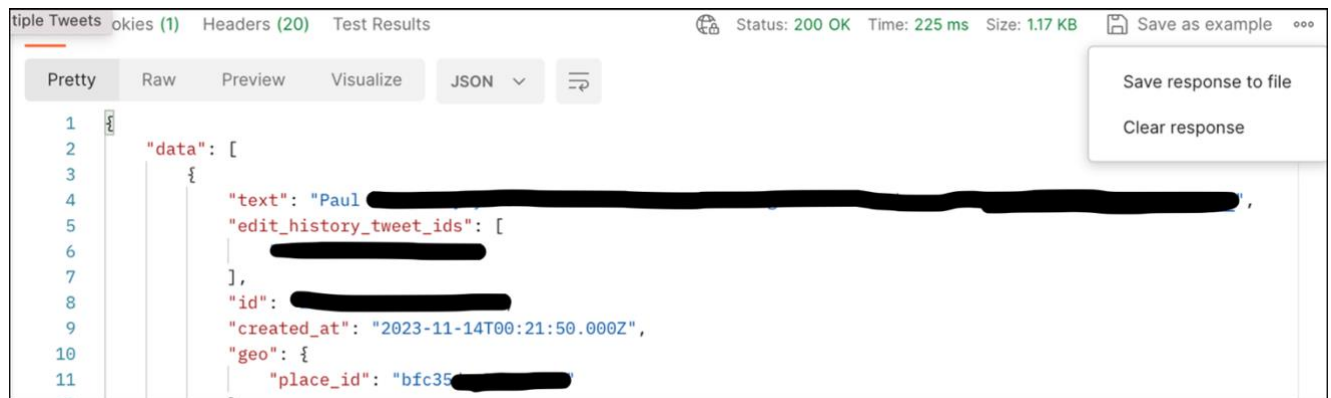 tiple Tweets okies (1) Headers (20) Test Results Status: 200 OK Time: 225 ms Size: 1.17 KB Save as example
Pretty Raw Preview Visualize JSON
Save response to file
Clear response
1 {
2 "data": [
3 {
4 "text": "Paul ",
5 "edit_history_tweet_ids": [
6
7 ],
8 "id":
9 "created_at": "2023-11-14T00:21:50.000Z",
10 "geo": {
11 "place_id": "bfc35